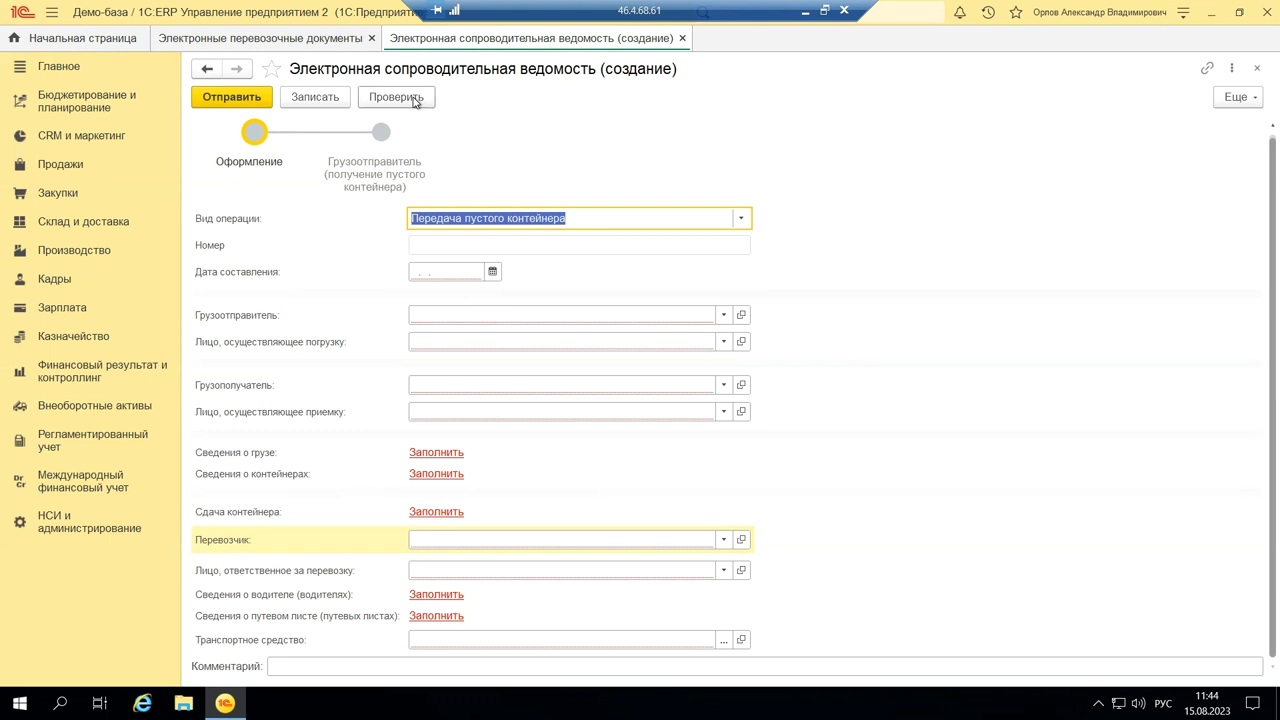 Демо-база / 1С:ERP Управление предприятием 2 (1С:Предприяти
46.4.68.61
Орлов Александр Владимирович
Начальная страница
Электронные перевозочные документы
Электронная сопроводительная ведомость (создание)
Главное
Бюджетирование и
планирование
CRM и маркетинг
Продажи
Закупки
Склад и доставка
Производство
Кадры
Зарплата
Казначейство
Финансовый результат и
контроллинг
Внеоборотные активы
Регламентированный
учет
Международный
финансовый учет
НСИ и
администрирование
Электронная сопроводительная ведомость (создание)
Отправить
Записать
Проверить
Еще
Оформление
Грузоотправитель
(получение пустого
контейнера)
Вид операции:
Передача пустого контейнера
Номер
Дата составления:
. .
Грузоотправитель:
Лицо, осуществляющее погрузку:
Грузополучатель:
Лицо, осуществляющее приемку:
Сведения о грузе:
Заполнить
Сведения о контейнерах:
Заполнить
Сдача контейнера:
Заполнить
Перевозчик:
Лицо, ответственное за перевозку:
Сведения о водителе (водителях):
Заполнить
Сведения о путевом листе (путевых листах):
Заполнить
Транспортное средство:
Комментарий:
РУС
11:44
15.08.2023